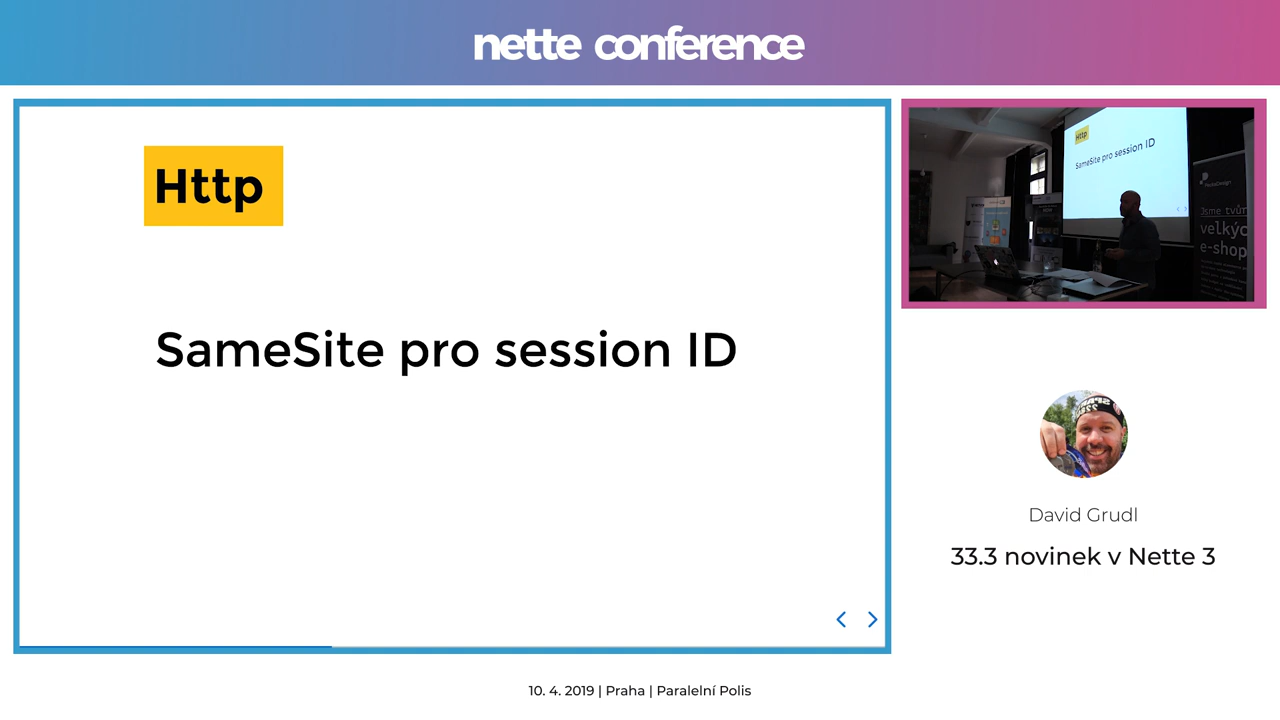 nette conference
Http
SameSite pro session ID
Http
SameSite pro session ID
Jsme tvůr
velkýc
e-shop
David Grudl
33.3 novinek v Nette 3
10. 4. 2019 | Praha | Paralelní Polis